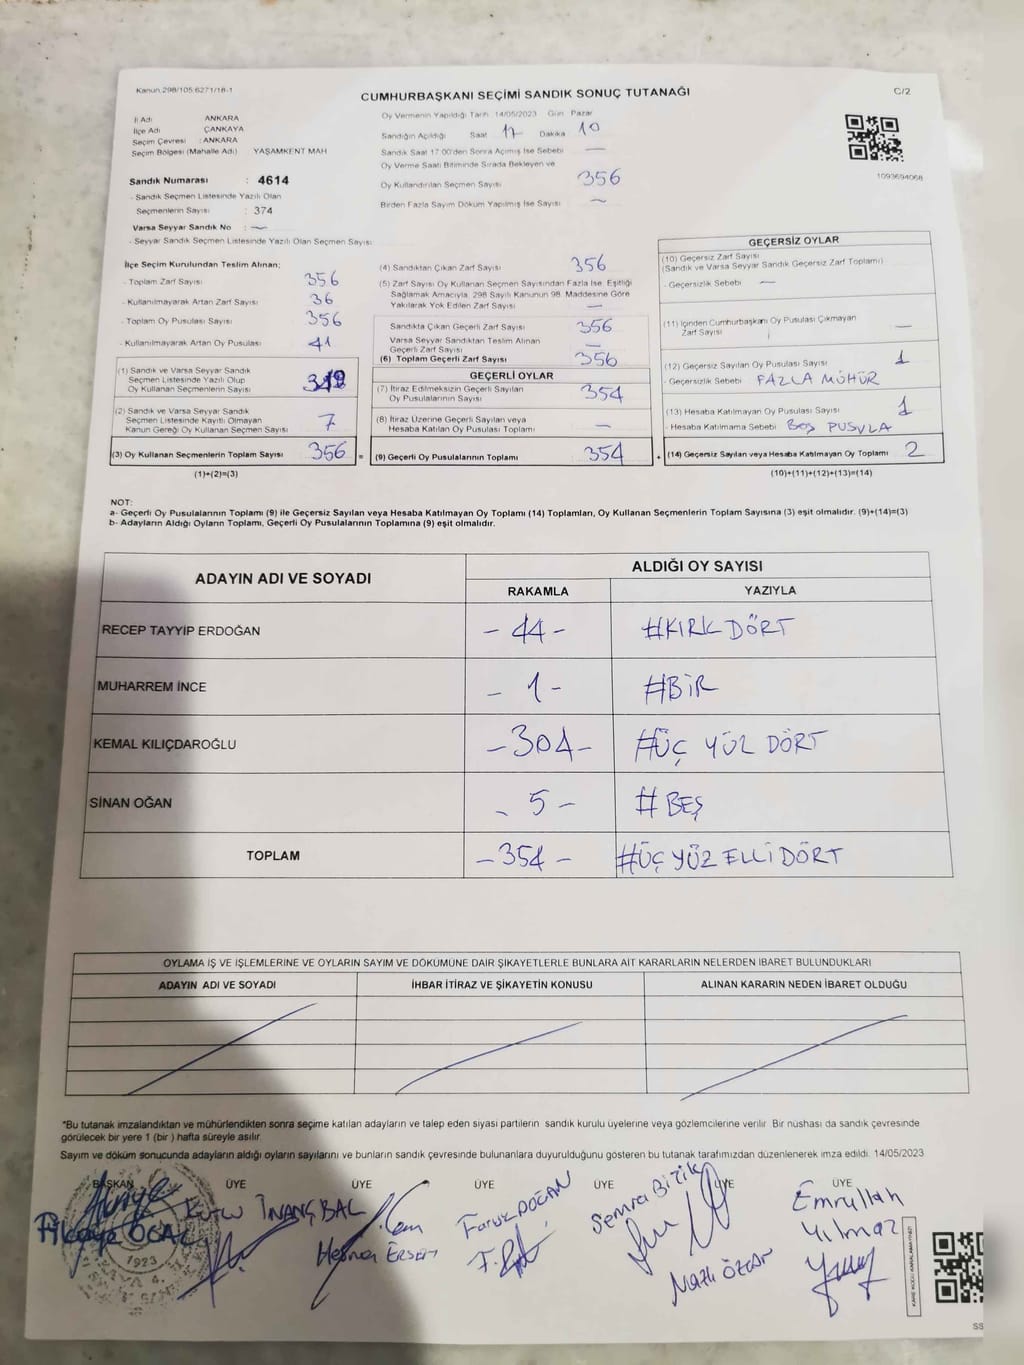 Kanun:298/105;6271/18-1
CUMHURBAŞKANI SEÇİMİ SANDIK SONUÇ TUTANAĞI
C/2
İl Adı ANKARA
İlçe Adı ÇANKAYA
Seçim Çevresi : ANKARA
Seçim Bölgesi (Mahalle Adı) : YAŞAMKENT MAH
Sandık Numarası : 4614
- Sandık Seçmen Listesinde Yazılı Olan
Seçmenlerin Sayısı : 374
Varsa Seyyar Sandık No : —
- Seyyar Sandık Seçmen Listesinde Yazılı Olan Seçmen Sayısı:
Oy Vermenin Yapıldığı Tarih 14/05/2023 Gün Pazar
Sandığın Açıldığı Saat 17 Dakika 10
Sandık Saat 17:00'den Sonra Açımış İse Sebebi —
Oy Verme Saati Bitiminde Sırada Bekleyen ve
Oy Kullandırılan Seçmen Sayısı 356
Birden Fazla Sayım Döküm Yapılmış İse Sayısı —
1093694068
İlçe Seçim Kurulundan Teslim Alınan;
- Toplam Zarf Sayısı 356
- Kullanılmayarak Artan Zarf Sayısı 36
- Toplam Oy Pusulası Sayısı 356
- Kullanılmayarak Artan Oy Pusulası 41
(1) Sandık ve Varsa Seyyar Sandık
Seçmen Listesinde Yazılı Olup
Oy Kullanan Seçmenlerin Sayısı
(2) Sandık ve Varsa Seyyar Sandık
Seçmen Listesinde Kayıtlı Olmayan
Kanun Gereği Oy Kullanan Seçmen Sayısı 7
(3) Oy Kullanan Seçmenlerin Toplam Sayısı 356 =
(1)+(2)=(3)
(4) Sandıktan Çıkan Zarf Sayısı 356
(5) Zarf Sayısı Oy Kullanan Seçmen Sayısından Fazla İse, Eşitliği
Sağlamak Amacıyla, 298 Sayılı Kanunun 98. Maddesine Göre
Yakılarak Yok Edilen Zarf Sayısı —
Sandıkta Çıkan Geçerli Zarf Sayısı 356
Varsa Seyyar Sandıktan Teslim Alınan
Geçerli Zarf Sayısı —
(6) Toplam Geçerli Zarf Sayısı 356
GEÇERLİ OYLAR
(7) İtiraz Edilmeksizin Geçerli Sayılan
Oy Pusulalarının Sayısı 354
(8) İtiraz Üzerine Geçerli Sayılan veya
Hesaba Katılan Oy Pusulası Toplamı —
(9) Geçerli Oy Pusulalarının Toplamı 354 +
GEÇERSİZ OYLAR
(10) Geçersiz Zarf Sayısı
(Sandık ve Varsa Seyyar Sandık Geçersiz Zarf Toplamı)
- Geçersizlik Sebebi —
(11) İçinden Cumhurbaşkanı Oy Pusulası Çıkmayan
Zarf Sayısı —
(12) Geçersiz Sayılan Oy Pusulası Sayısı 1
- Geçersizlik Sebebi FAZLA MÜHÜR
(13) Hesaba Katılmayan Oy Pusulası Sayısı 1
- Hesaba Katılmama Sebebi BOŞ PUSULA
(14) Geçersiz Sayılan veya Hesaba Katılmayan Oy Toplamı 2
(10)+(11)+(12)+(13)=(14)
NOT:
a- Geçerli Oy Pusulalarının Toplamı (9) ile Geçersiz Sayılan veya Hesaba Katılmayan Oy Toplamı (14) Toplamları, Oy Kullanan Seçmenlerin Toplam Sayısına (3) eşit olmalıdır. (9)+(14)=(3)
b- Adayların Aldığı Oyların Toplamı, Geçerli Oy Pusulalarının Toplamına (9) eşit olmalıdır.
ADAYIN ADI VE SOYADI
ALDIĞI OY SAYISI
RAKAMLA YAZIYLA
RECEP TAYYİP ERDOĞAN - 44 - #KIRK DÖRT
MUHARREM İNCE - 1 - #BİR
KEMAL KILIÇDAROĞLU - 304 - #ÜÇ YÜZ DÖRT
SİNAN OĞAN - 5 - #BEŞ
TOPLAM - 354 - #ÜÇ YÜZ ELLİ DÖRT
OYLAMA İŞ VE İŞLEMLERİNE VE OYLARIN SAYIM VE DÖKÜMÜNE DAİR ŞİKAYETLERLE BUNLARA AİT KARARLARIN NELERDEN İBARET BULUNDUKLARI
ADAYIN ADI VE SOYADI İHBAR İTİRAZ VE ŞİKAYETİN KONUSU ALINAN KARARIN NEDEN İBARET OLDUĞU
*Bu tutanak imzalandıktan ve mühürlendikten sonra seçime katılan adayların ve talep eden siyasi partilerin sandık kurulu üyelerine veya gözlemcilerine verilir. Bir nüshası da sandık çevresinde
görülecek bir yere 1 (bir) hafta süreyle asılır.
Sayım ve döküm sonucunda adayların aldığı oyların sayılarını ve bunların sandık çevresinde bulunanlara duyurulduğunu gösteren bu tutanak tarafımızdan düzenlenerek imza edildi. 14/05/2023
BAŞKAN ÜYE ÜYE ÜYE ÜYE ÜYE ÜYE
ÖCAL
İNANÇ BAL
Faruk DOĞAN
Semra BİZİK
Nazlı ÖZCAN
Emrullah
Yılmaz
1923
KARE KODU KARALAMAYINIZ!